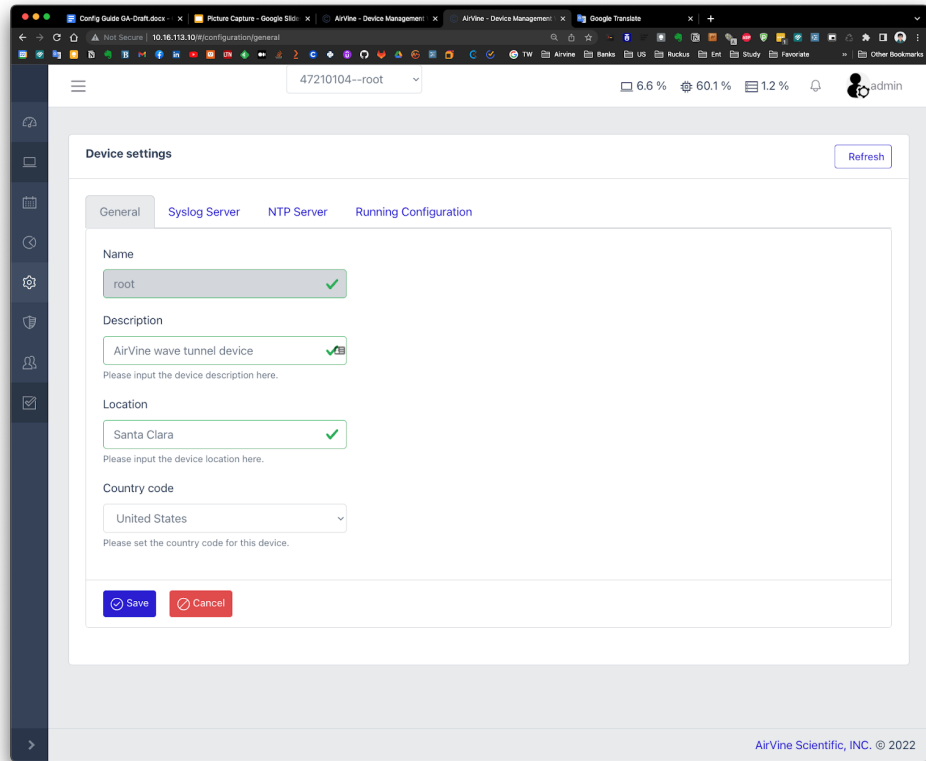 Config Guide GA-Draft.docx
Picture Capture - Google Slide
AirVine - Device Management
AirVine - Device Management
Google Translate
Not Secure | 10.16.113.10/#/configuration/general
TW
Airvine
Banks
US
Ruckus
Ent
Study
Favoriate
»
Other Bookmarks
47210104--root
6.6 %
60.1 %
1.2 %
admin
Device settings
Refresh
General
Syslog Server
NTP Server
Running Configuration
Name
root
Description
AirVine wave tunnel device
Please input the device description here.
Location
Santa Clara
Please input the device location here.
Country code
United States
Please set the country code for this device.
Save
Cancel
AirVine Scientific, INC. © 2022